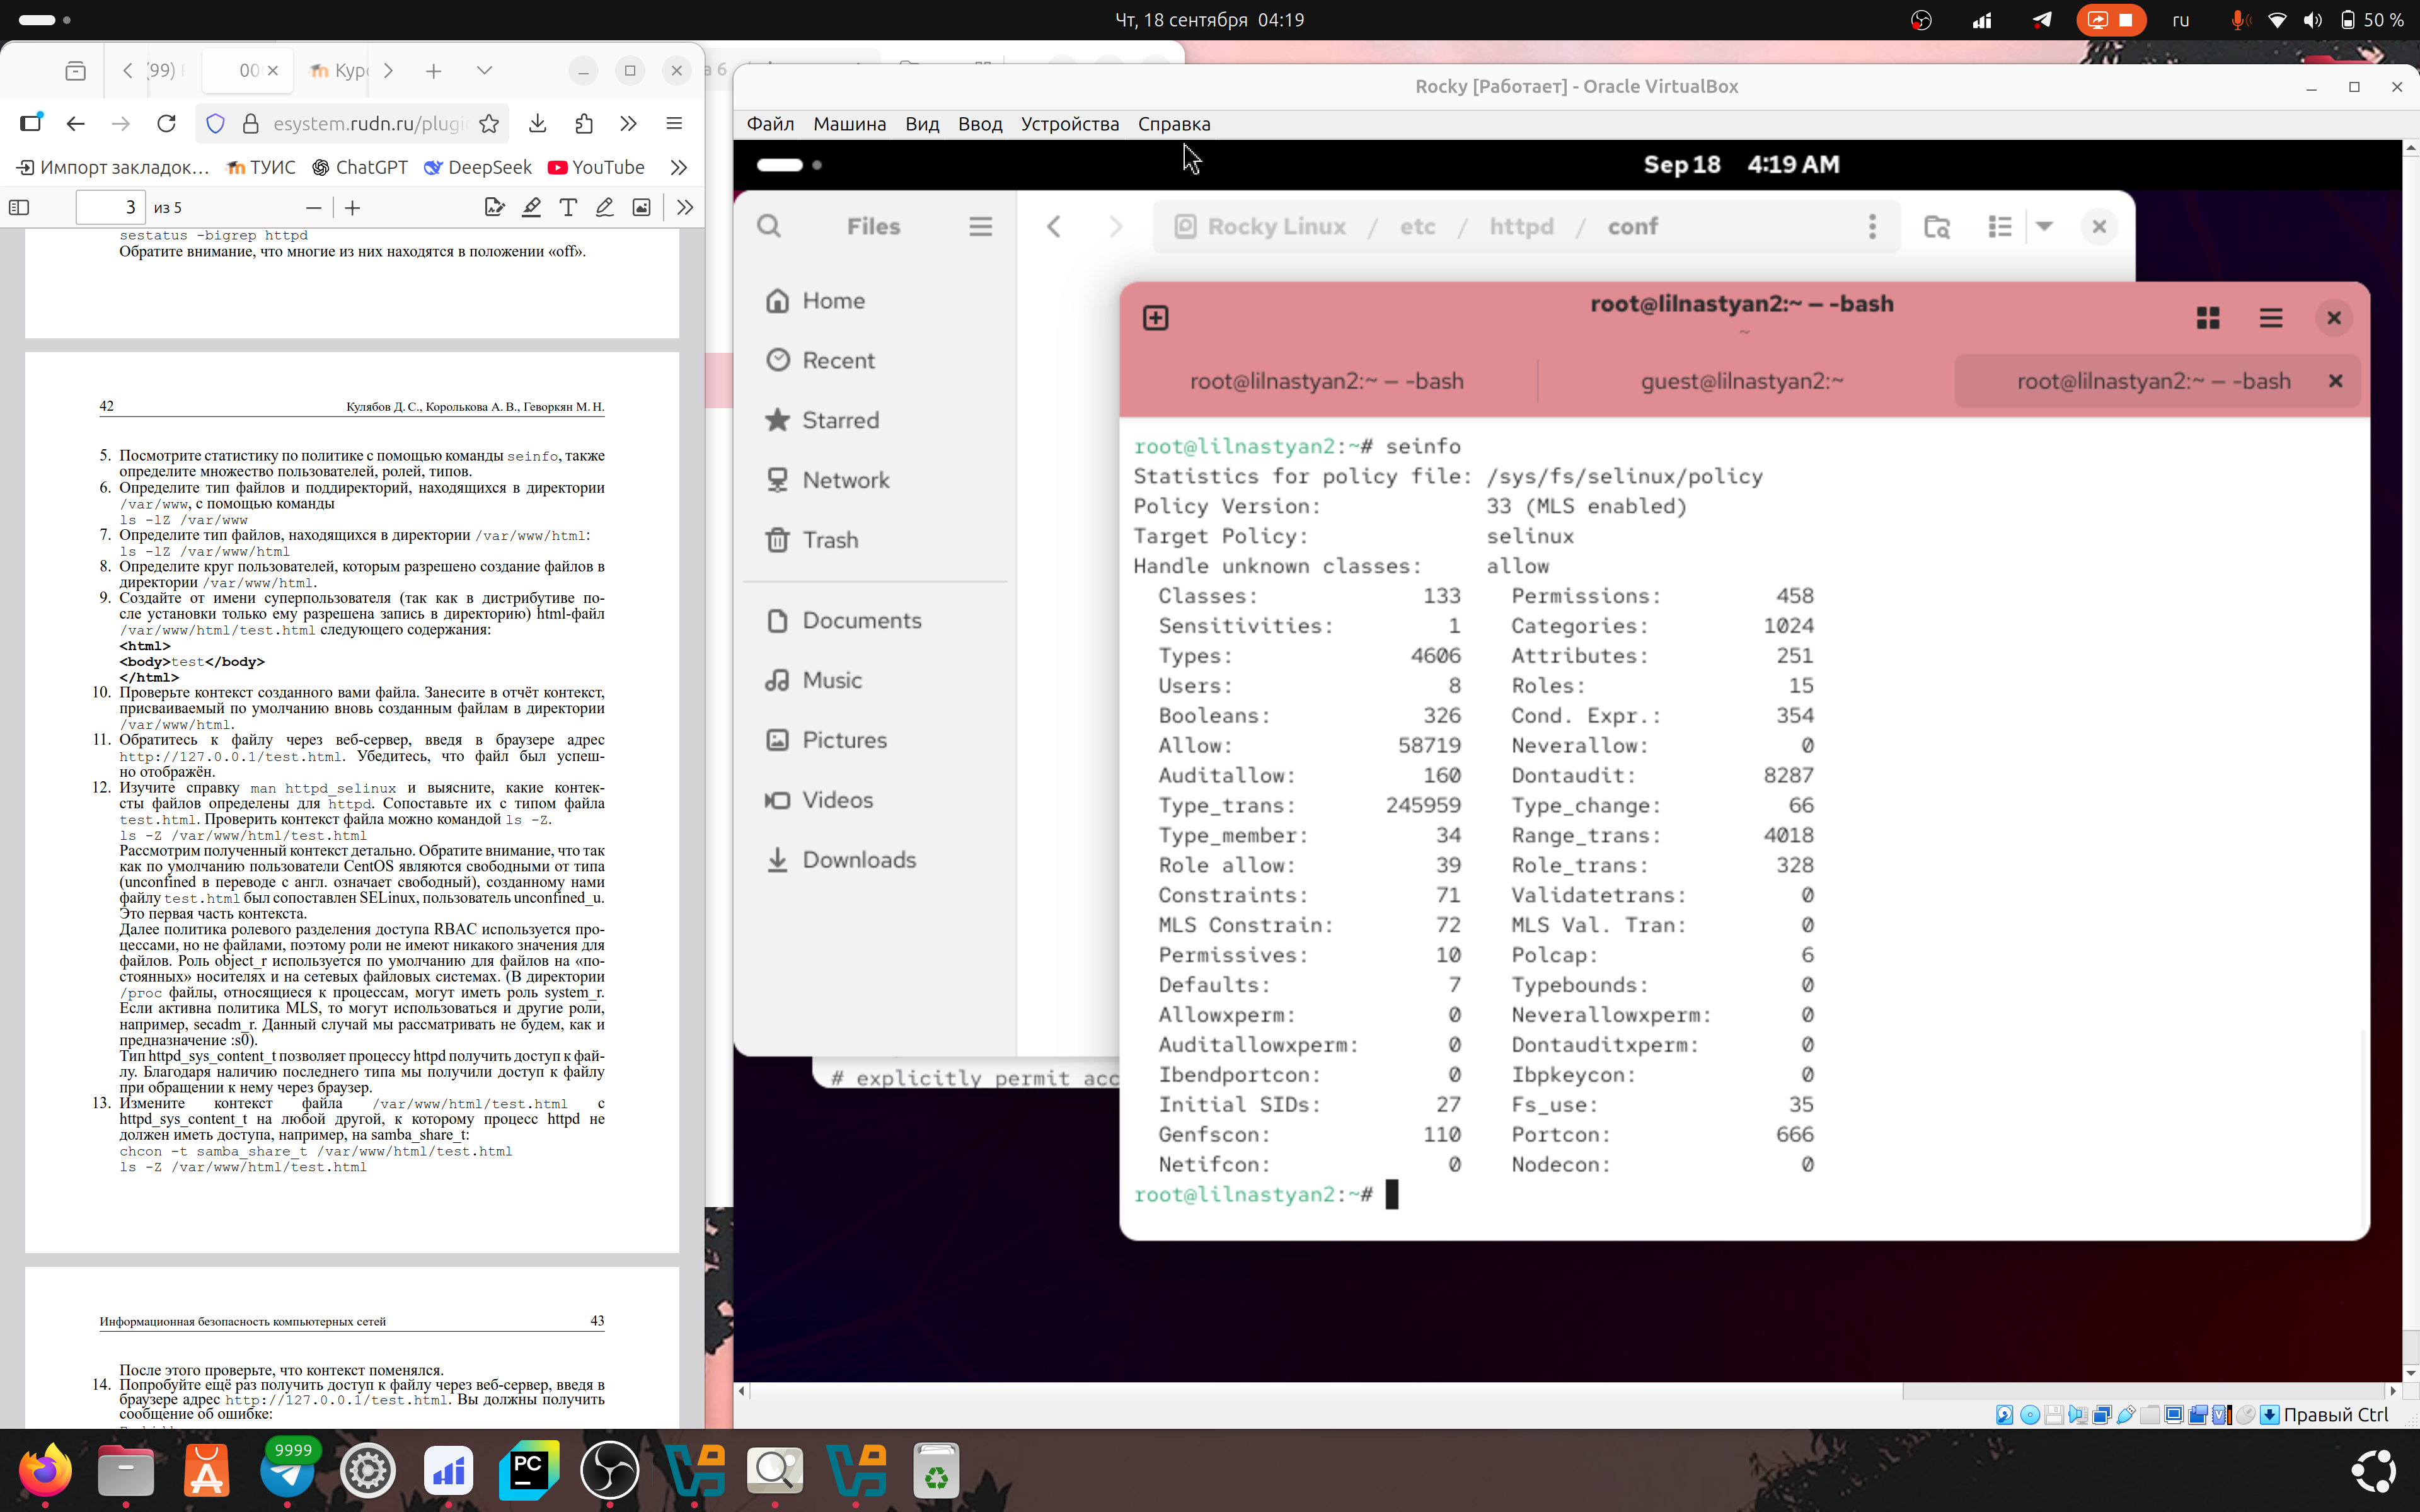 Чт, 18 сентября 04:19
ru
50 %
(99)
00
Курс
esystem.rudn.ru/plugi
Импорт закладок…
ТУИС
ChatGPT
DeepSeek
YouTube
3 из 5
sestatus -bigrep httpd
Обратите внимание, что многие из них находятся в положении «off».
42
Кулябов Д. С., Королькова А. В., Геворкян М. Н.
5. Посмотрите статистику по политике с помощью команды seinfo, также
определите множество пользователей, ролей, типов.
6. Определите тип файлов и поддиректорий, находящихся в директории
/var/www, с помощью команды
ls -lZ /var/www
7. Определите тип файлов, находящихся в директории /var/www/html:
ls -lZ /var/www/html
8. Определите круг пользователей, которым разрешено создание файлов в
директории /var/www/html.
9. Создайте от имени суперпользователя (так как в дистрибутиве по-
сле установки только ему разрешена запись в директорию) html-файл
/var/www/html/test.html следующего содержания:
<html>
<body>test</body>
</html>
10. Проверьте контекст созданного вами файла. Занесите в отчёт контекст,
присваиваемый по умолчанию вновь созданным файлам в директории
/var/www/html.
11. Обратитесь к файлу через веб-сервер, введя в браузере адрес
http://127.0.0.1/test.html. Убедитесь, что файл был успеш-
но отображён.
12. Изучите справку man httpd_selinux и выясните, какие контек-
сты файлов определены для httpd. Сопоставьте их с типом файла
test.html. Проверить контекст файла можно командой ls -Z.
ls -Z /var/www/html/test.html
Рассмотрим полученный контекст детально. Обратите внимание, что так
как по умолчанию пользователи CentOS являются свободными от типа
(unconfined в переводе с англ. означает свободный), созданному нами
файлу test.html был сопоставлен SELinux, пользователь unconfined_u.
Это первая часть контекста.
Далее политика ролевого разделения доступа RBAC используется про-
цессами, но не файлами, поэтому роли не имеют никакого значения для
файлов. Роль object_r используется по умолчанию для файлов на «по-
стоянных» носителях и на сетевых файловых системах. (В директории
/proc файлы, относящиеся к процессам, могут иметь роль system_r.
Если активна политика MLS, то могут использоваться и другие роли,
например, secadm_r. Данный случай мы рассматривать не будем, как и
предназначение :s0).
Тип httpd_sys_content_t позволяет процессу httpd получить доступ к фай-
лу. Благодаря наличию последнего типа мы получили доступ к файлу
при обращении к нему через браузер.
13. Измените контекст файла /var/www/html/test.html с
httpd_sys_content_t на любой другой, к которому процесс httpd не
должен иметь доступа, например, на samba_share_t:
chcon -t samba_share_t /var/www/html/test.html
ls -Z /var/www/html/test.html
Информационная безопасность компьютерных сетей
43
После этого проверьте, что контекст поменялся.
14. Попробуйте ещё раз получить доступ к файлу через веб-сервер, введя в
браузере адрес http://127.0.0.1/test.html. Вы должны получить
сообщение об ошибке:
Rocky [Работает] - Oracle VirtualBox
Файл Машина Вид Ввод Устройства Справка
Sep 18 4:19 AM
Files
Rocky Linux / etc / httpd / conf
Home
Recent
Starred
Network
Trash
Documents
Music
Pictures
Videos
Downloads
# explicitly permit acc
root@lilnastyan2:~ — -bash
~
root@lilnastyan2:~ — -bash
guest@lilnastyan2:~
root@lilnastyan2:~ — -bash
root@lilnastyan2:~# seinfo
Statistics for policy file: /sys/fs/selinux/policy
Policy Version: 33 (MLS enabled)
Target Policy: selinux
Handle unknown classes: allow
Classes: 133 Permissions: 458
Sensitivities: 1 Categories: 1024
Types: 4606 Attributes: 251
Users: 8 Roles: 15
Booleans: 326 Cond. Expr.: 354
Allow: 58719 Neverallow: 0
Auditallow: 160 Dontaudit: 8287
Type_trans: 245959 Type_change: 66
Type_member: 34 Range_trans: 4018
Role allow: 39 Role_trans: 328
Constraints: 71 Validatetrans: 0
MLS Constrain: 72 MLS Val. Tran: 0
Permissives: 10 Polcap: 6
Defaults: 7 Typebounds: 0
Allowxperm: 0 Neverallowxperm: 0
Auditallowxperm: 0 Dontauditxperm: 0
Ibendportcon: 0 Ibpkeycon: 0
Initial SIDs: 27 Fs_use: 35
Genfscon: 110 Portcon: 666
Netifcon: 0 Nodecon: 0
root@lilnastyan2:~#
Правый Ctrl
9999
PC